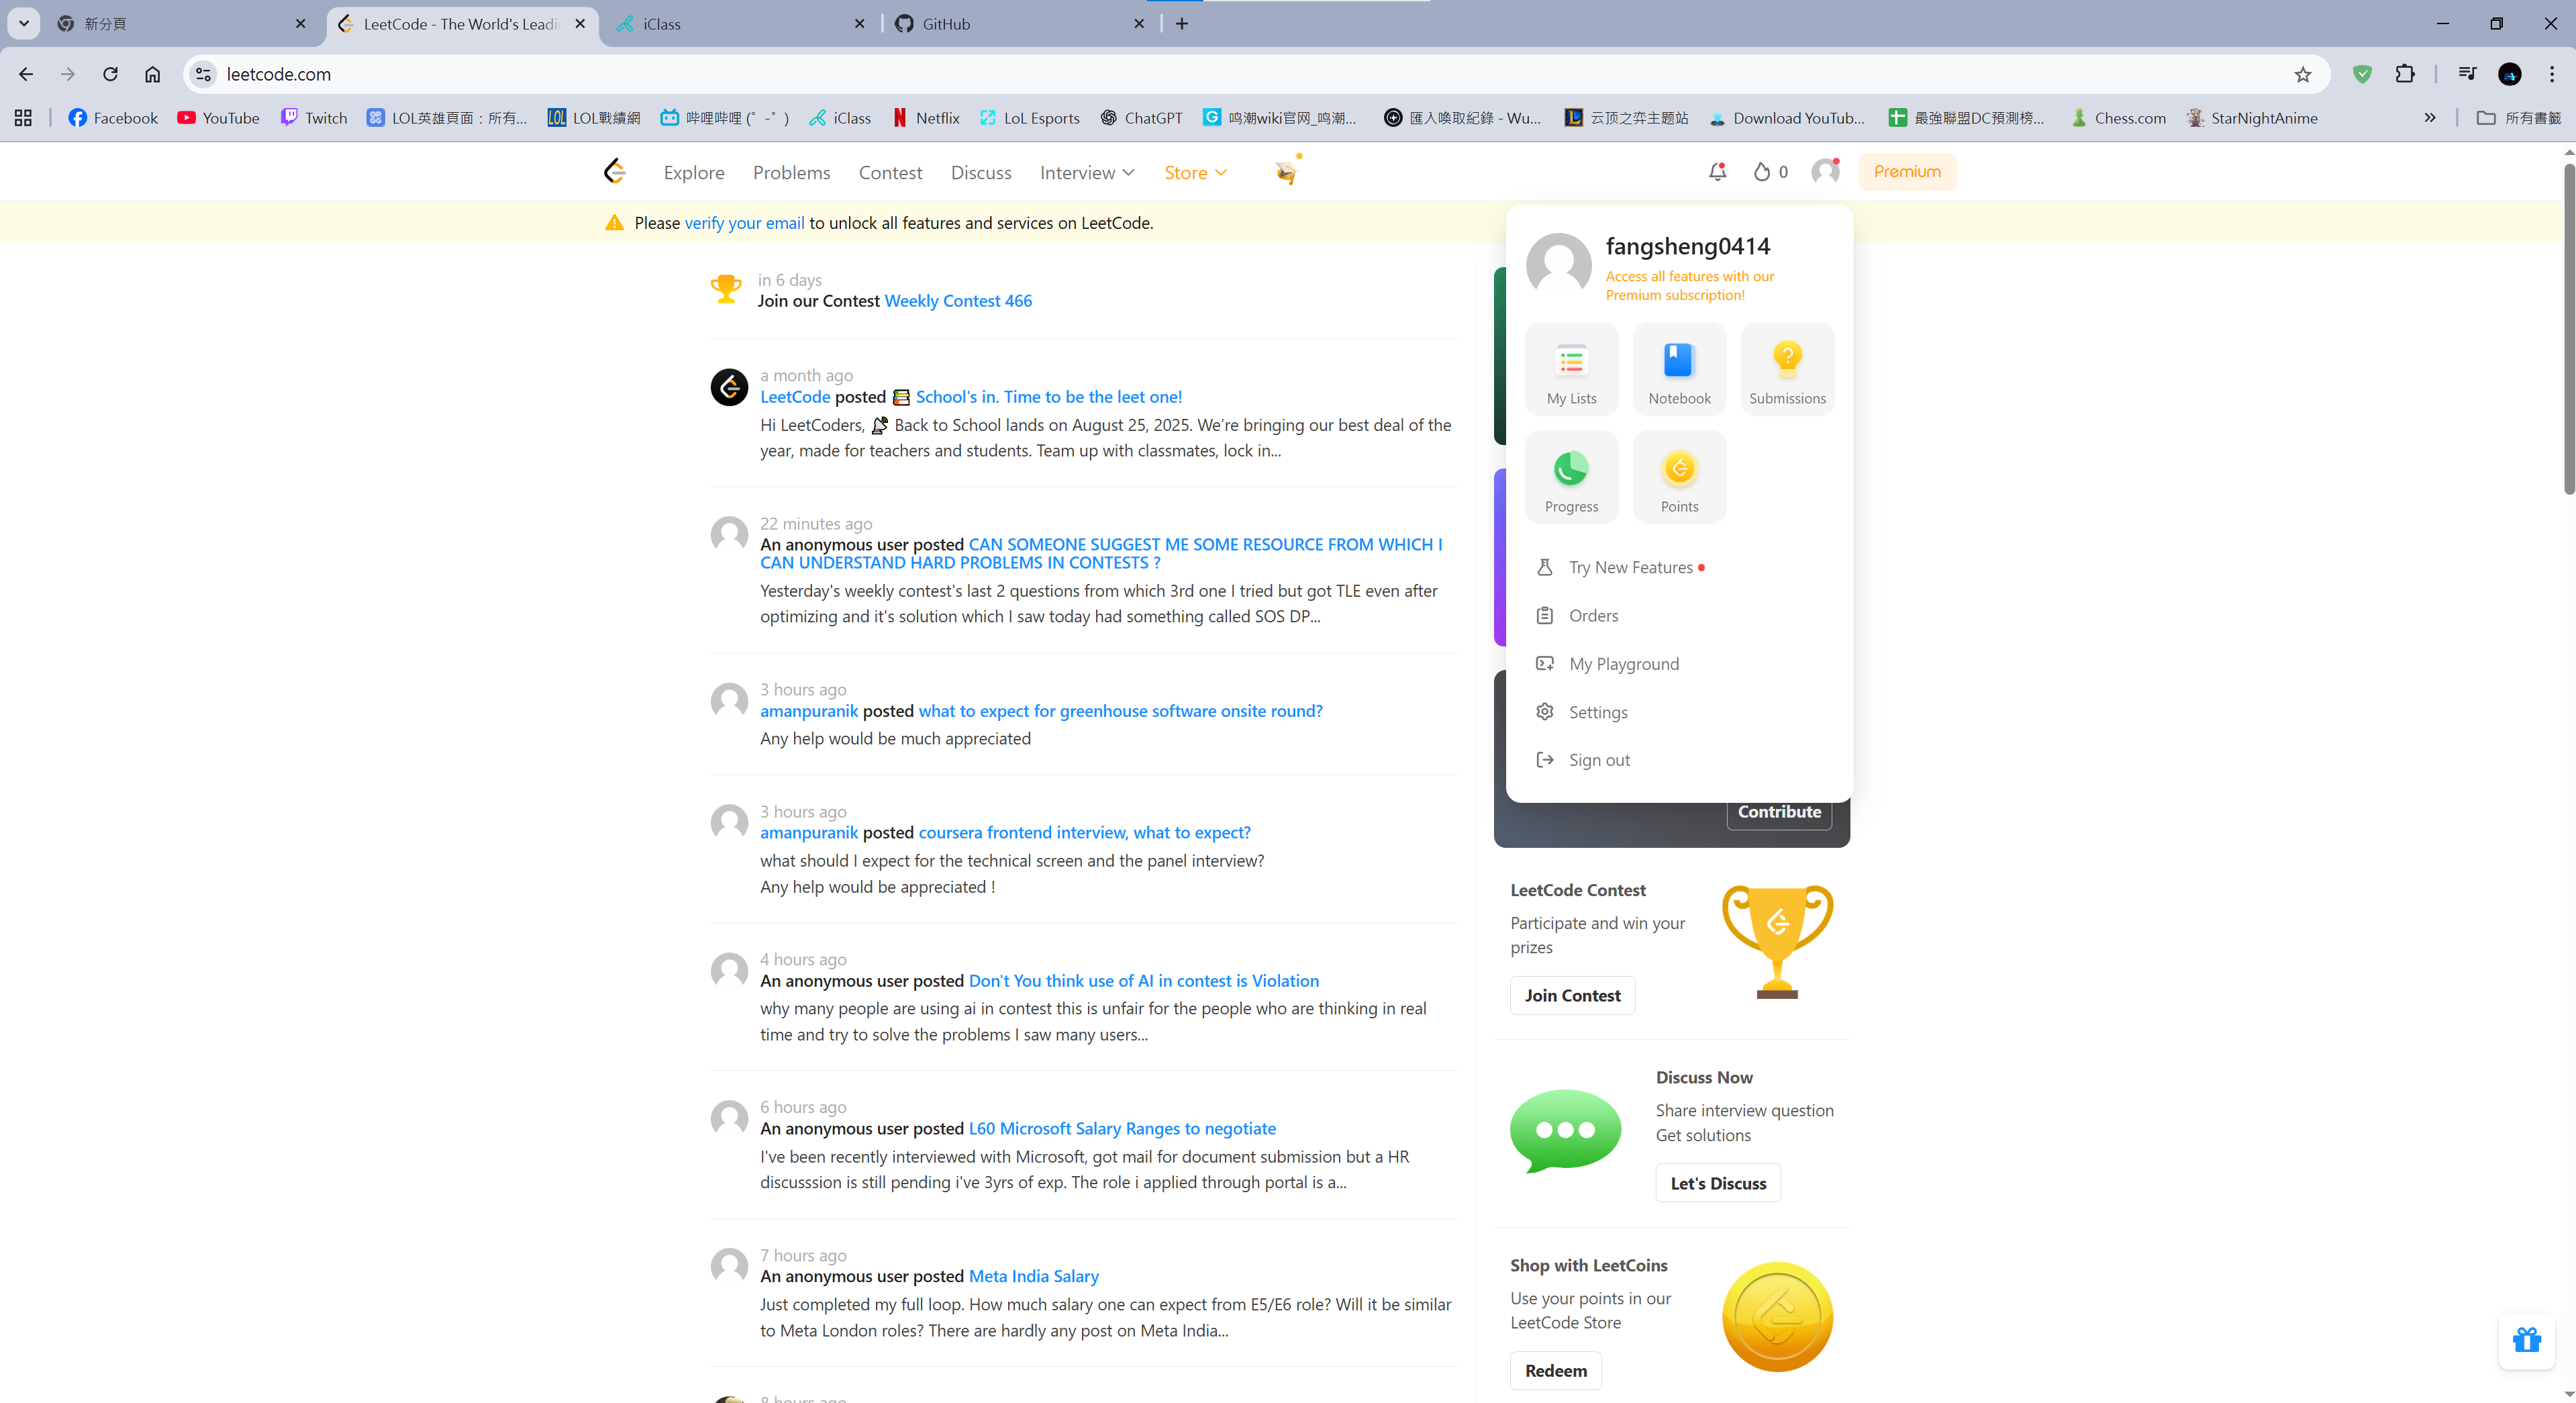 新分頁
LeetCode - The World's Leadi
iClass
GitHub
leetcode.com
Facebook
YouTube
Twitch
LOL英雄頁面：所有...
LOL戰績網
哔哩哔哩 (゜-゜)
iClass
Netflix
LoL Esports
ChatGPT
鸣潮wiki官网_鸣潮...
匯入喚取紀錄 - Wu...
云顶之弈主题站
Download YouTub...
最強聯盟DC預測榜...
Chess.com
StarNightAnime
所有書籤
Explore
Problems
Contest
Discuss
Interview
Store
0
Premium
Please verify your email to unlock all features and services on LeetCode.
in 6 days
Join our Contest Weekly Contest 466
a month ago
LeetCode posted 📚 School's in. Time to be the leet one!
Hi LeetCoders, 📡 Back to School lands on August 25, 2025. We're bringing our best deal of the
year, made for teachers and students. Team up with classmates, lock in...
22 minutes ago
An anonymous user posted CAN SOMEONE SUGGEST ME SOME RESOURCE FROM WHICH I
CAN UNDERSTAND HARD PROBLEMS IN CONTESTS ?
Yesterday's weekly contest's last 2 questions from which 3rd one I tried but got TLE even after
optimizing and it's solution which I saw today had something called SOS DP...
3 hours ago
amanpuranik posted what to expect for greenhouse software onsite round?
Any help would be much appreciated
3 hours ago
amanpuranik posted coursera frontend interview, what to expect?
what should I expect for the technical screen and the panel interview?
Any help would be appreciated !
4 hours ago
An anonymous user posted Don't You think use of AI in contest is Violation
why many people are using ai in contest this is unfair for the people who are thinking in real
time and try to solve the problems I saw many users...
6 hours ago
An anonymous user posted L60 Microsoft Salary Ranges to negotiate
I've been recently interviewed with Microsoft, got mail for document submission but a HR
discusssion is still pending i've 3yrs of exp. The role i applied through portal is a...
7 hours ago
An anonymous user posted Meta India Salary
Just completed my full loop. How much salary one can expect from E5/E6 role? Will it be similar
to Meta London roles? There are hardly any post on Meta India...
8 hours ago
fangsheng0414
Access all features with our
Premium subscription!
My Lists
Notebook
Submissions
Progress
Points
Try New Features
Orders
My Playground
Settings
Sign out
Contribute
LeetCode Contest
Participate and win your
prizes
Join Contest
Discuss Now
Share interview question
Get solutions
Let's Discuss
Shop with LeetCoins
Use your points in our
LeetCode Store
Redeem